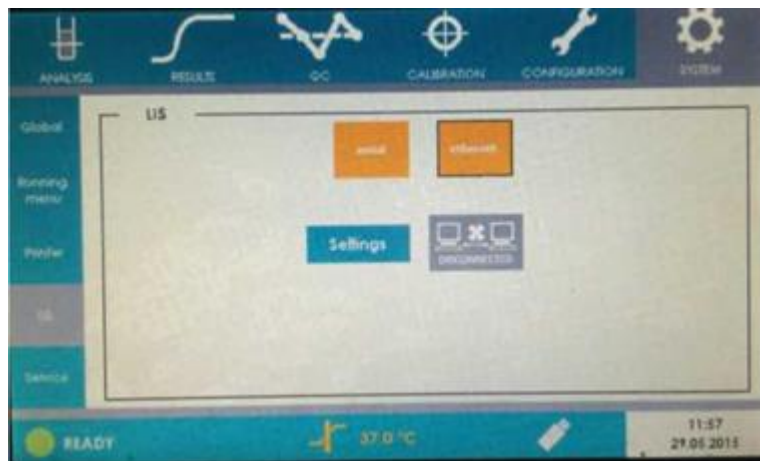 ANALYSIS
RESULTS
QC
CALIBRATION
CONFIGURATION
SYSTEM
Global
Running
menu
Printer
LIS
Service
LIS
serial
ethernet
Settings
DISCONNECTED
READY
37.0 °C
11:57
29.05.2015